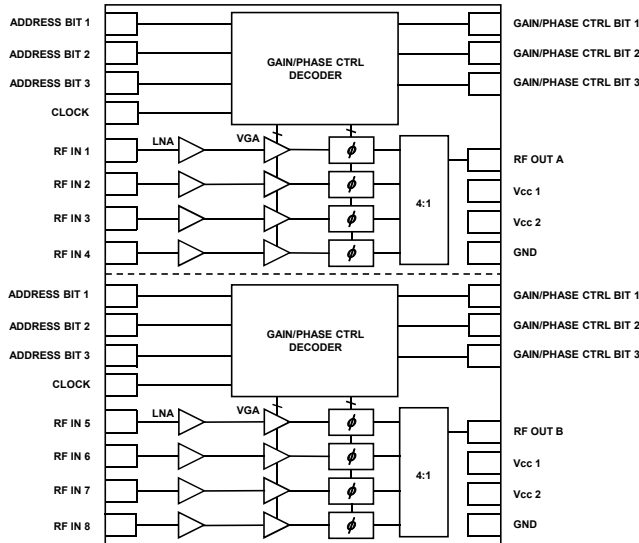 ADDRESS BIT 1
GAIN/PHASE CTRL BIT 1
ADDRESS BIT 2
GAIN/PHASE CTRL BIT 2
GAIN/PHASE CTRL
DECODER
ADDRESS BIT 3
GAIN/PHASE CTRL BIT 3
CLOCK
LNA
VGA
RF IN 1
ϕ
RF OUT A
RF IN 2
ϕ
Vcc 1
4:1
RF IN 3
ϕ
Vcc 2
RF IN 4
ϕ
GND
ADDRESS BIT 1
GAIN/PHASE CTRL BIT 1
ADDRESS BIT 2
GAIN/PHASE CTRL BIT 2
GAIN/PHASE CTRL
DECODER
ADDRESS BIT 3
GAIN/PHASE CTRL BIT 3
CLOCK
LNA
VGA
RF IN 5
ϕ
RF OUT B
RF IN 6
ϕ
Vcc 1
4:1
RF IN 7
ϕ
Vcc 2
RF IN 8
ϕ
GND